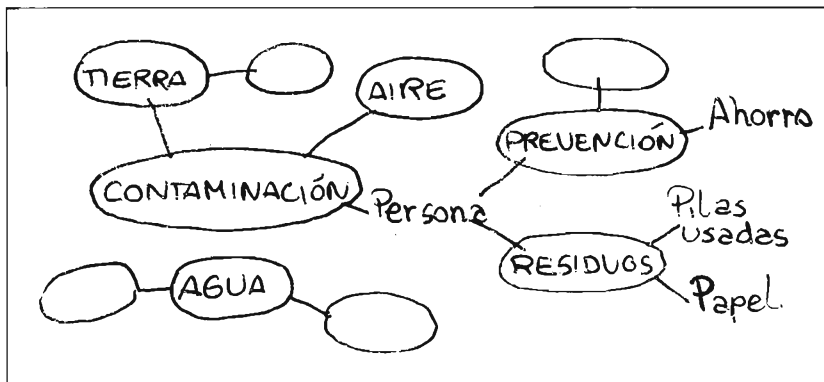 TIERRA
AIRE
PREVENCIÓN
Ahorro
CONTAMINACIÓN
Persona
Pilas
usadas
RESIDUOS
Papel.
AGUA